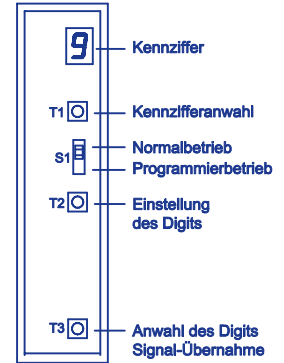 9 Kennziffer
T1 Kennzifferanwahl
Normalbetrieb
S1
Programmierbetrieb
T2 Einstellung
des Digits
T3 Anwahl des Digits
Signal-Übernahme